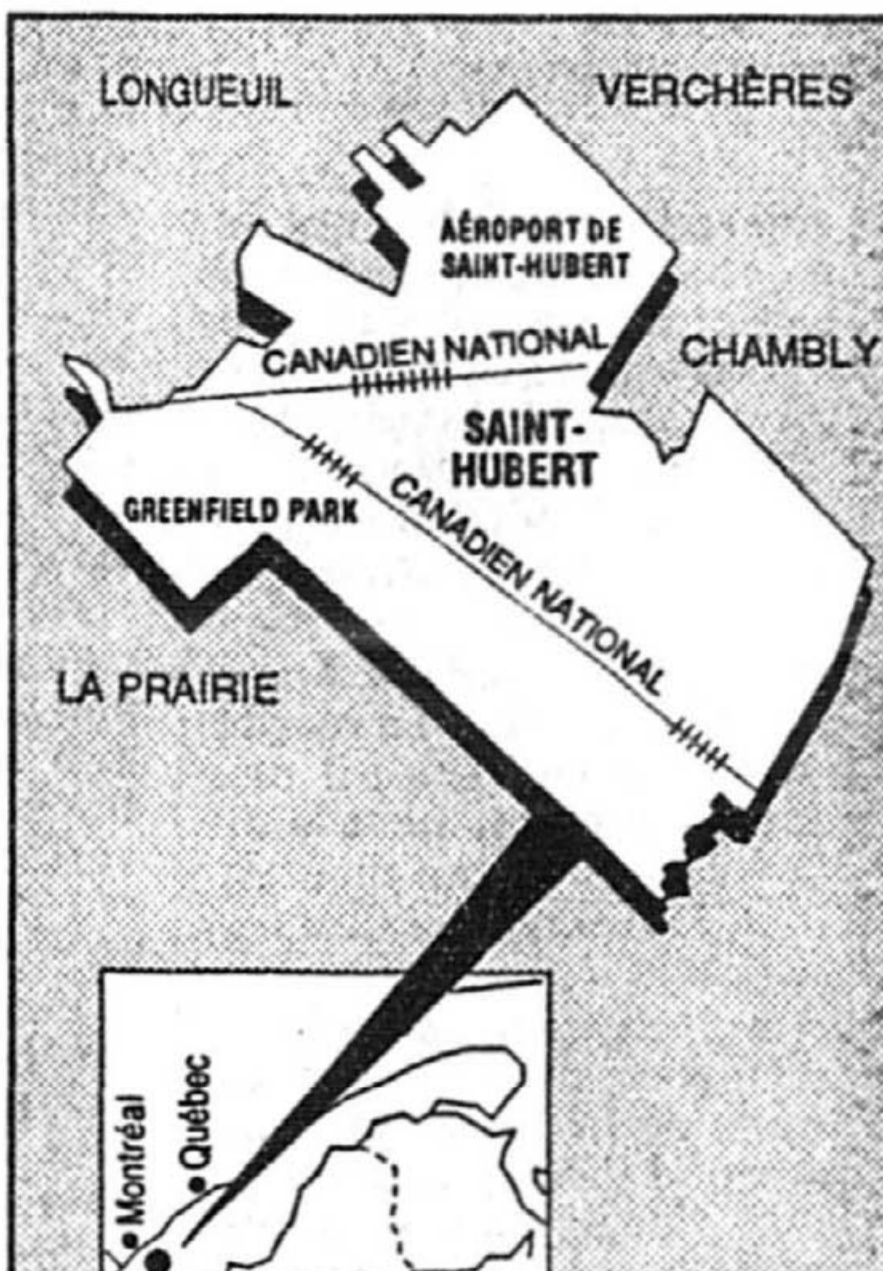 LONGUEUIL
VERCHÈRES
AÉROPORT DE
SAINT-HUBERT
CANADIEN NATIONAL
CHAMBLY
SAINT-
HUBERT
GREENFIELD PARK
CANADIEN NATIONAL
LA PRAIRIE
Montréal
Québec